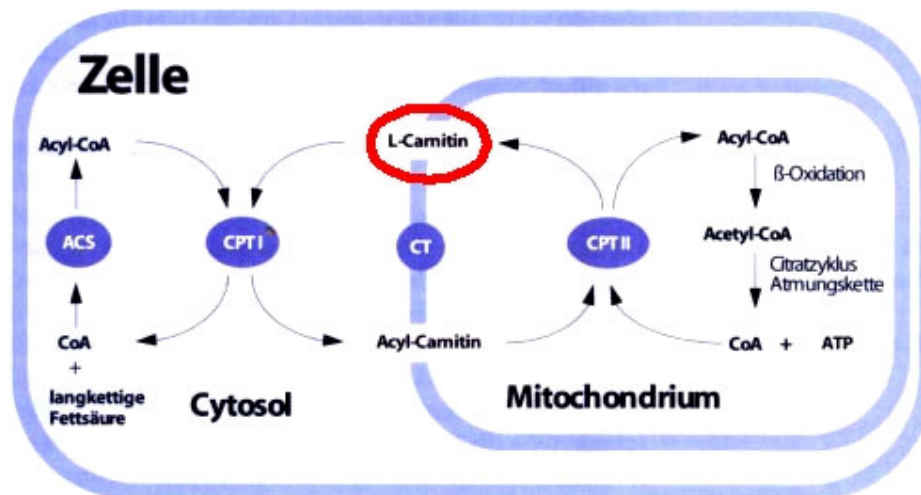 Zelle
Acyl-CoA
L-Carnitin
Acyl-CoA
ß-Oxidation
ACS
CPT I
CT
CPT II
Acetyl-CoA
Citratzyklus
Atmungskette
CoA
+
langkettige
Fettsäure
Acyl-Carnitin
CoA + ATP
Cytosol
Mitochondrium